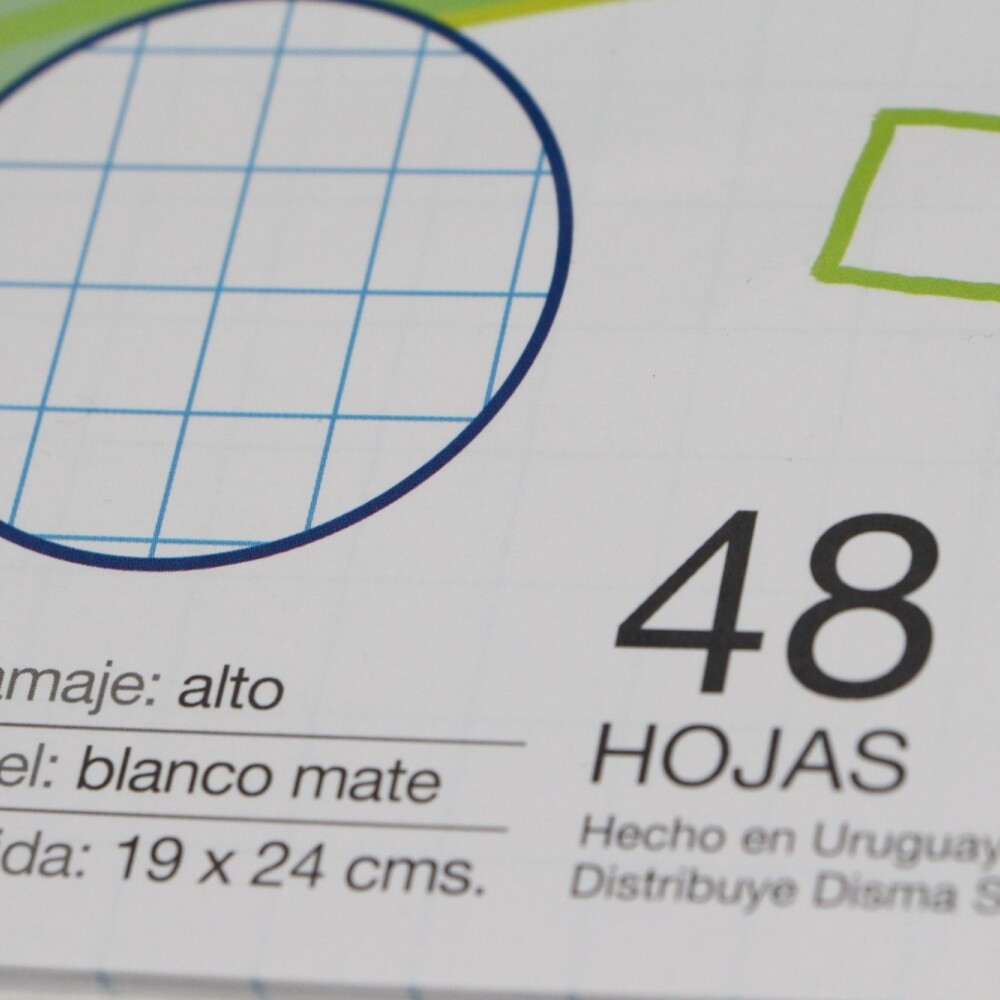 amaje: alto
el: blanco mate
ida: 19 x 24 cms.
48
HOJAS
Hecho en Uruguay
Distribuye Disma S